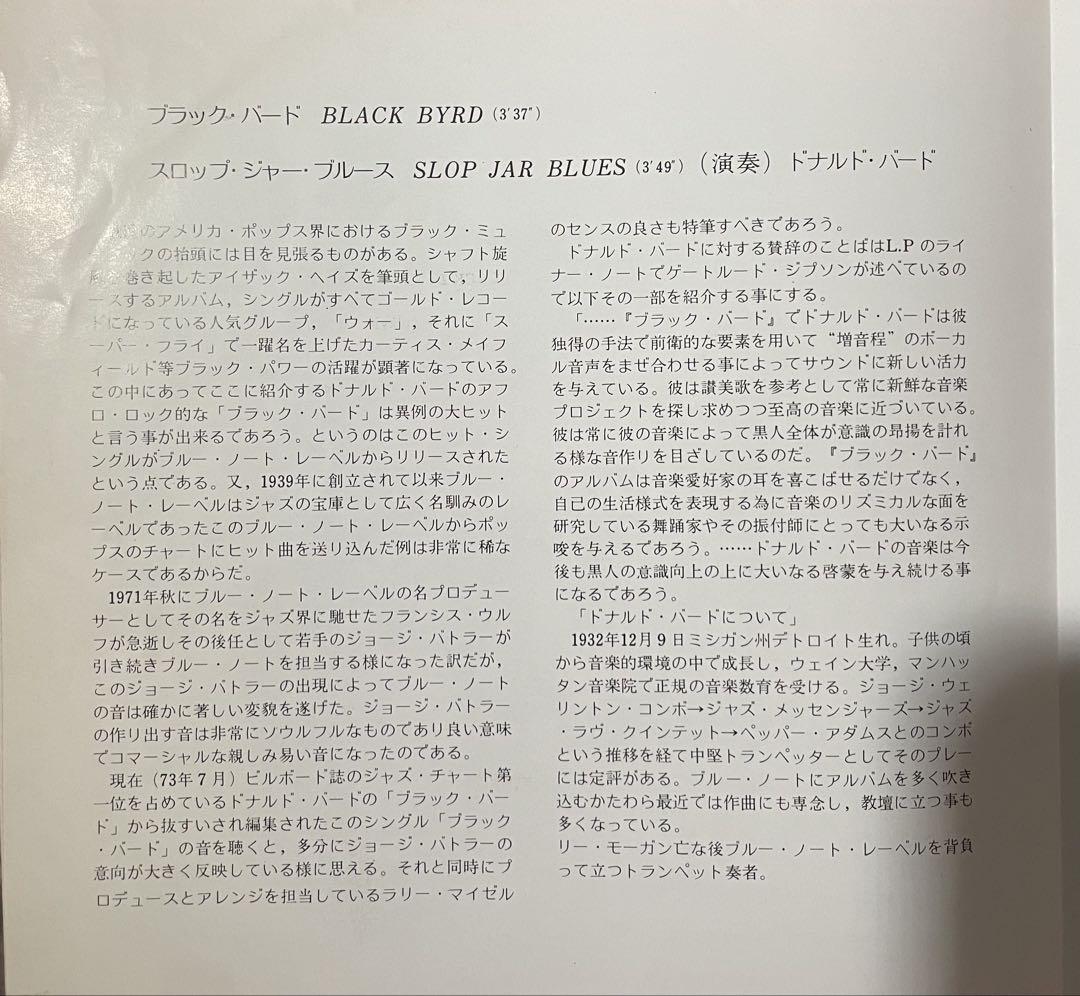 ブラック・バード BLACK BYRD (3′37″)
スロップ・ジャー・ブルース SLOP JAR BLUES (3′49″) (演奏) ドナルド・バード
のアメリカ・ポップス界におけるブラック・ミュ
ックの抬頭には目を見張るものがある。シャフト旋
巻き起したアイザック・ヘイズを筆頭として，リリ
ースするアルバム，シングルがすべてゴールド・レコー
ドになっている人気グループ，「ウォー」，それに「ス
ーパー・フライ」で一躍名を上げたカーティス・メイフ
ィールド等ブラック・パワーの活躍が顕著になっている。
この中にあってここに紹介するドナルド・バードのアフ
ロ・ロック的な「ブラック・バード」は異例の大ヒット
と言う事が出来るであろう。というのはこのヒット・シ
ングルがブルー・ノート・レーベルからリリースされた
という点である。又，1939年に創立されて以来ブルー・
ノート・レーベルはジャズの宝庫として広く名馴みのレ
ーベルであったこのブルー・ノート・レーベルからポッ
プスのチャートにヒット曲を送り込んだ例は非常に稀な
ケースであるからだ。
1971年秋にブルー・ノート・レーベルの名プロデュー
サーとしてその名をジャズ界に馳せたフランシス・ウル
フが急逝しその後任として若手のジョージ・バトラーが
引き続きブルー・ノートを担当する様になった訳だが，
このジョージ・バトラーの出現によってブルー・ノート
の音は確かに著しい変貌を遂げた。ジョージ・バトラー
の作り出す音は非常にソウルフルなものであり良い意味
でコマーシャルな親しみ易い音になったのである。
現在（73年7月）ビルボード誌のジャズ・チャート第
一位を占めているドナルド・バードの「ブラック・バー
ド」から抜すいされ編集されたこのシングル「ブラック
・バード」の音を聴くと，多分にジョージ・バトラーの
意向が大きく反映している様に思える。それと同時にプ
ロデュースとアレンジを担当しているラリー・マイゼル
のセンスの良さも特筆すべきであろう。
ドナルド・バードに対する賛辞のことばはL.Pのライ
ナー・ノートでゲートルード・ジプソンが述べているの
で以下その一部を紹介する事にする。
「……『ブラック・バード』でドナルド・バードは彼
独得の手法で前衛的な要素を用いて“増音程”のボーカ
ル音声をまぜ合わせる事によってサウンドに新しい活力
を与えている。彼は讃美歌を参考として常に新鮮な音楽
プロジェクトを探し求めつつ至高の音楽に近づいている。
彼は常に彼の音楽によって黒人全体が意識の昂揚を計れ
る様な音作りを目ざしているのだ。『ブラック・バード』
のアルバムは音楽愛好家の耳を喜こばせるだけでなく，
自己の生活様式を表現する為に音楽のリズミカルな面を
研究している舞踊家やその振付師にとっても大いなる示
唆を与えるであろう。……ドナルド・バードの音楽は今
後も黒人の意識向上の上に大いなる啓蒙を与え続ける事
になるであろう。
「ドナルド・バードについて」
1932年12月9日ミシガン州デトロイト生れ。子供の頃
から音楽的環境の中で成長し，ウェイン大学，マンハッ
タン音楽院で正規の音楽教育を受ける。ジョージ・ウェ
リントン・コンボ→ジャズ・メッセンジャーズ→ジャズ
・ラヴ・クインテット→ペッパー・アダムスとのコンボ
という推移を経て中堅トランペッターとしてそのプレー
には定評がある。ブルー・ノートにアルバムを多く吹き
込むかたわら最近では作曲にも専念し，教壇に立つ事も
多くなっている。
リー・モーガン亡な後ブルー・ノート・レーベルを背負
って立つトランペット奏者。